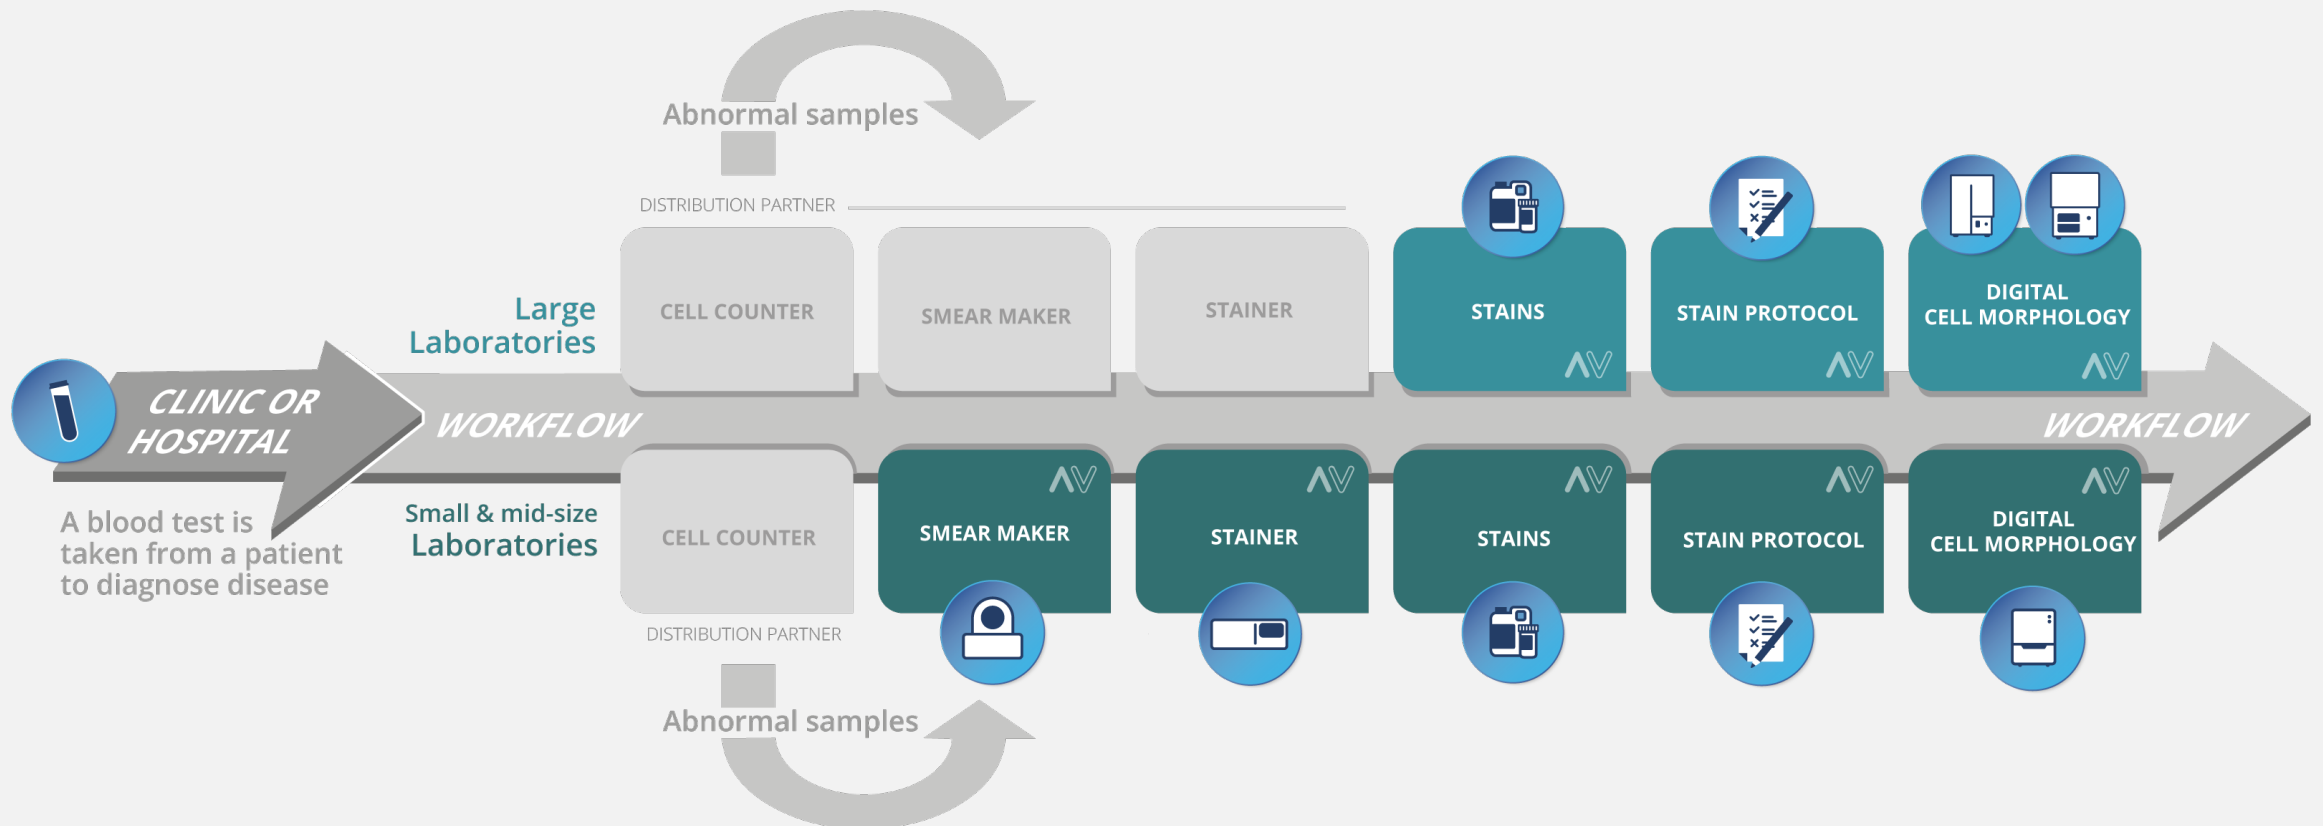 Abnormal samples
DISTRIBUTION PARTNER
Large
Laboratories
CELL COUNTER
SMEAR MAKER
STAINER
STAINS
STAIN PROTOCOL
DIGITAL
CELL MORPHOLOGY
CLINIC OR
HOSPITAL
WORKFLOW
WORKFLOW
A blood test is
taken from a patient
to diagnose disease
Small & mid-size
Laboratories
CELL COUNTER
SMEAR MAKER
STAINER
STAINS
STAIN PROTOCOL
DIGITAL
CELL MORPHOLOGY
DISTRIBUTION PARTNER
Abnormal samples